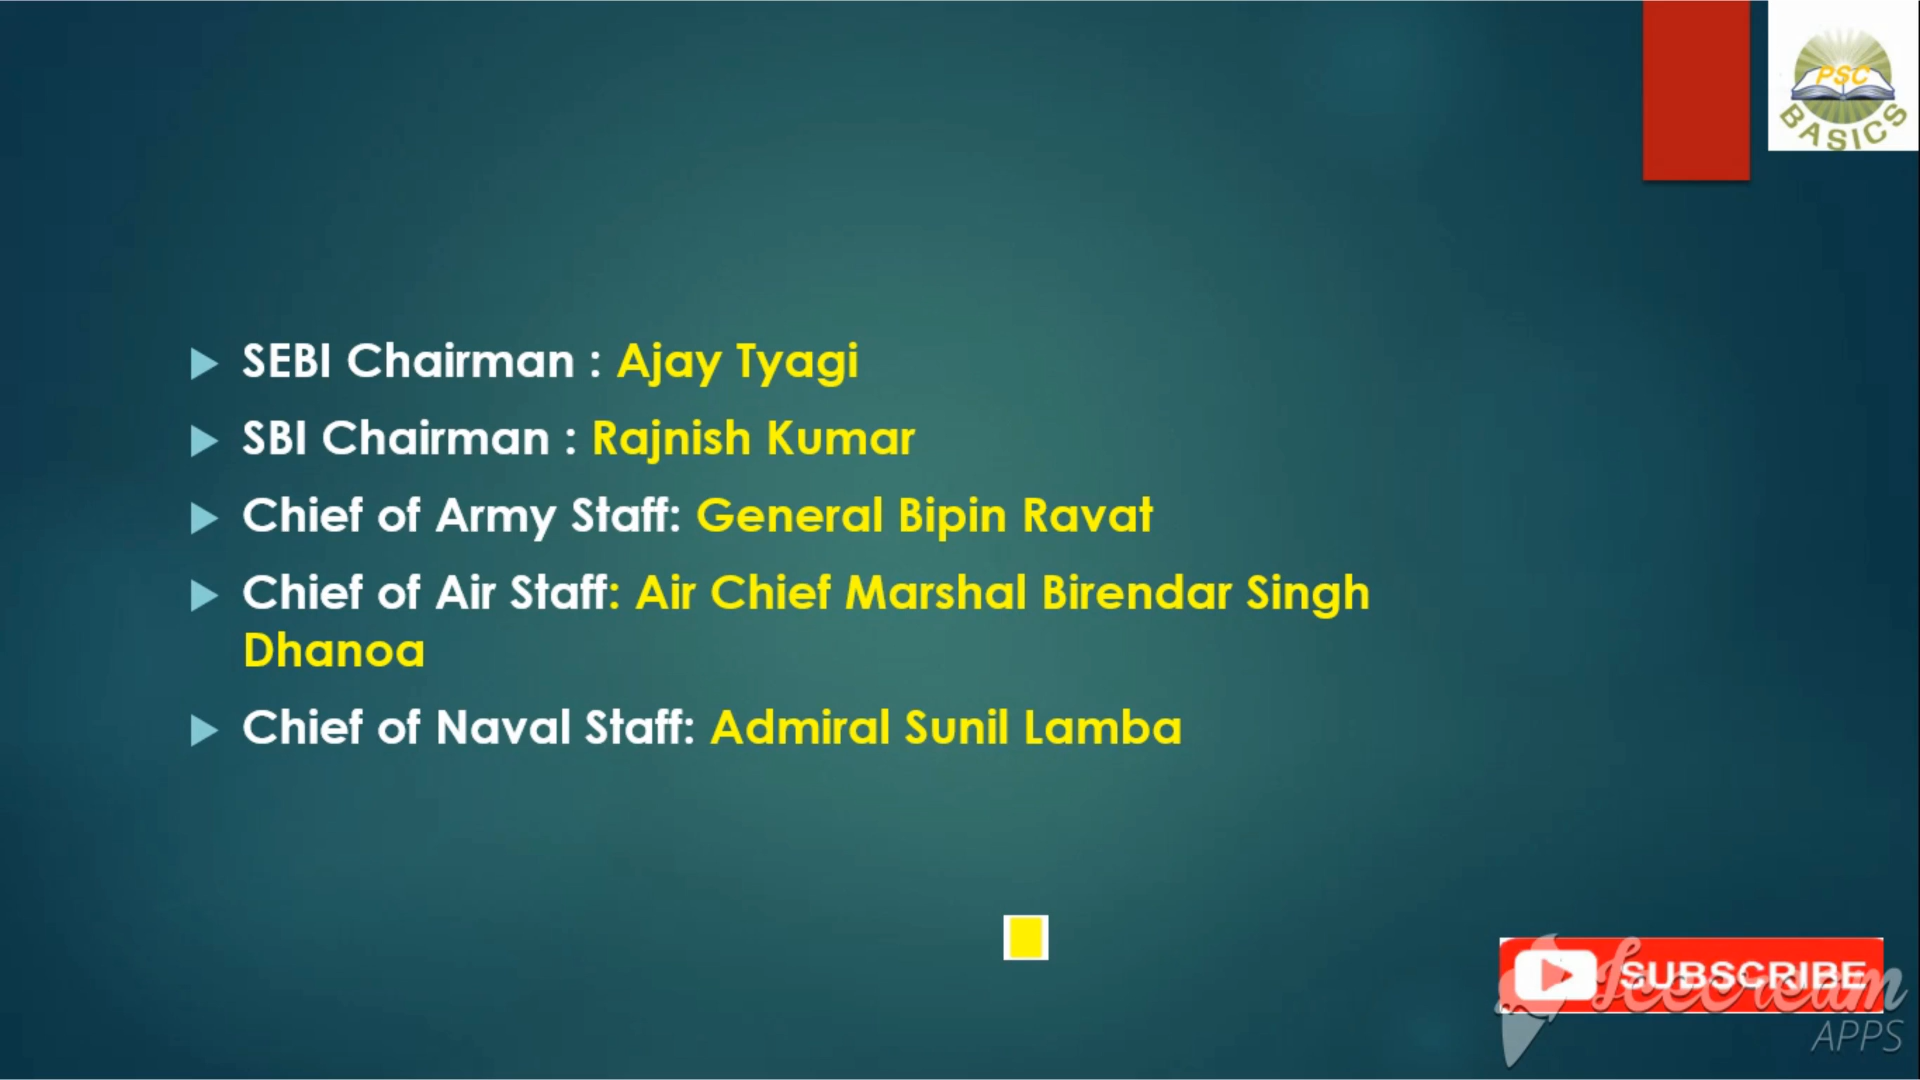 PSC
BASICS
SEBI Chairman : Ajay Tyagi
SBI Chairman : Rajnish Kumar
Chief of Army Staff: General Bipin Ravat
Chief of Air Staff: Air Chief Marshal Birendar Singh
Dhanoa
Chief of Naval Staff: Admiral Sunil Lamba
SUBSCRIBE
Icecream
APPS